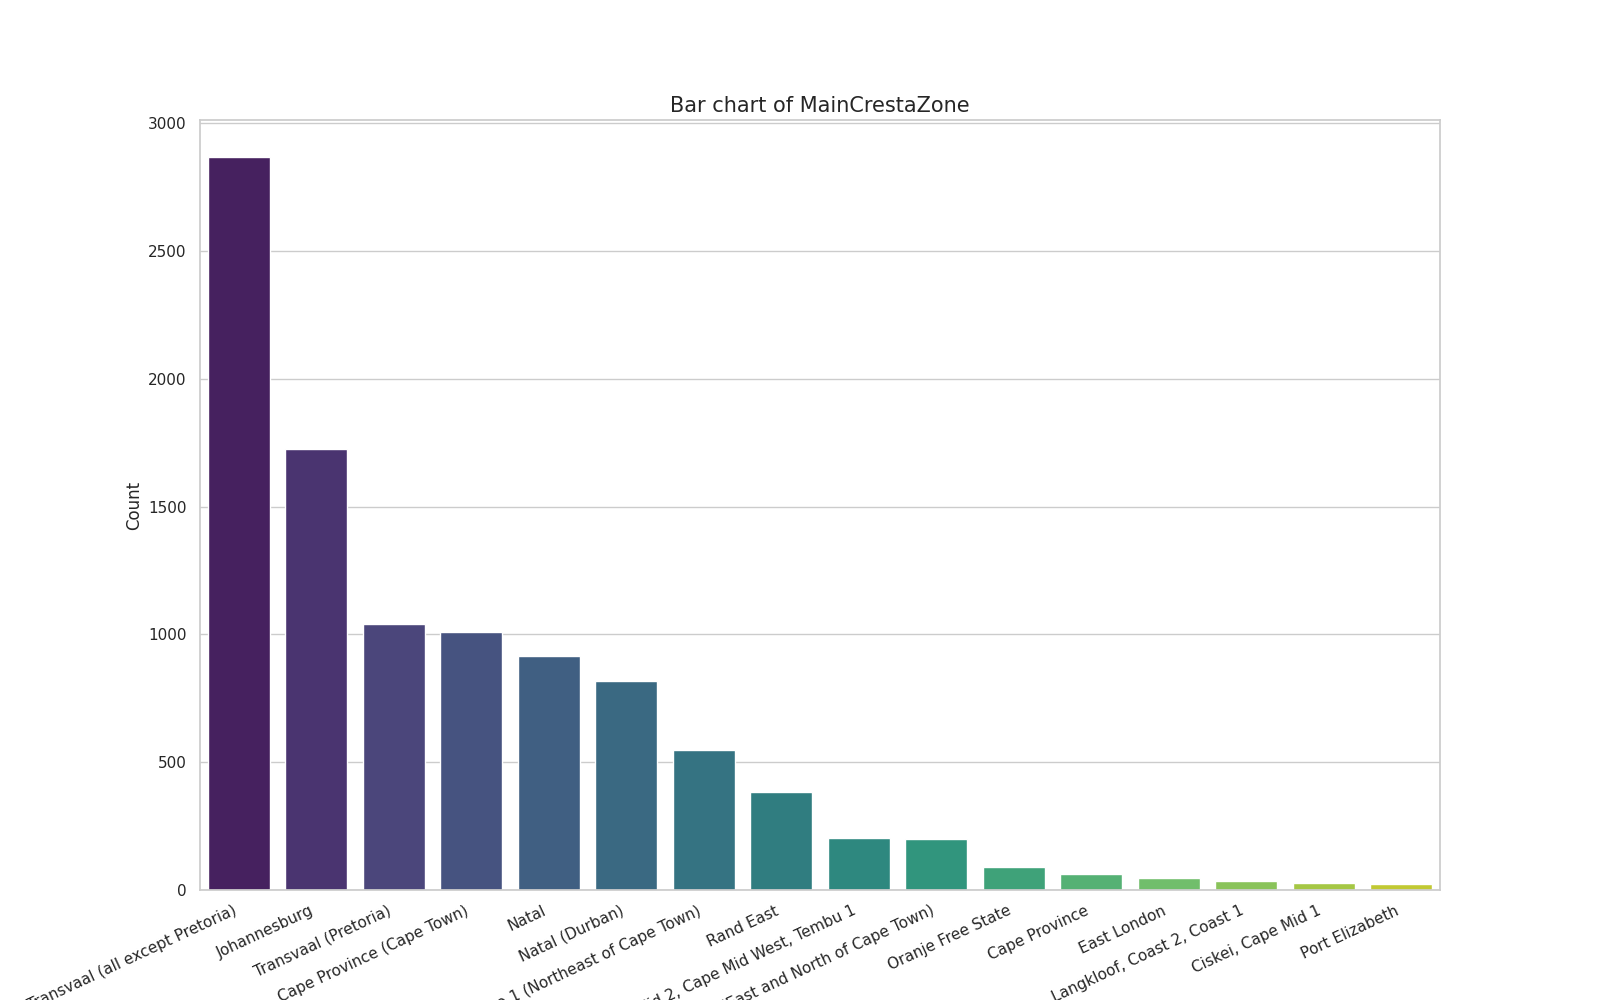 Bar chart of MainCrestaZone
3000
2500
2000
1500
1000
500
0
Count
Transvaal (all except Pretoria)
Johannesburg
Transvaal (Pretoria)
Cape Province (Cape Town)
Natal
Natal (Durban)
1 (Northeast of Cape Town)
Rand East
2, Cape Mid West, Tembu 1
East and North of Cape Town)
Oranje Free State
Cape Province
East London
Langkloof, Coast 2, Coast 1
Ciskei, Cape Mid 1
Port Elizabeth